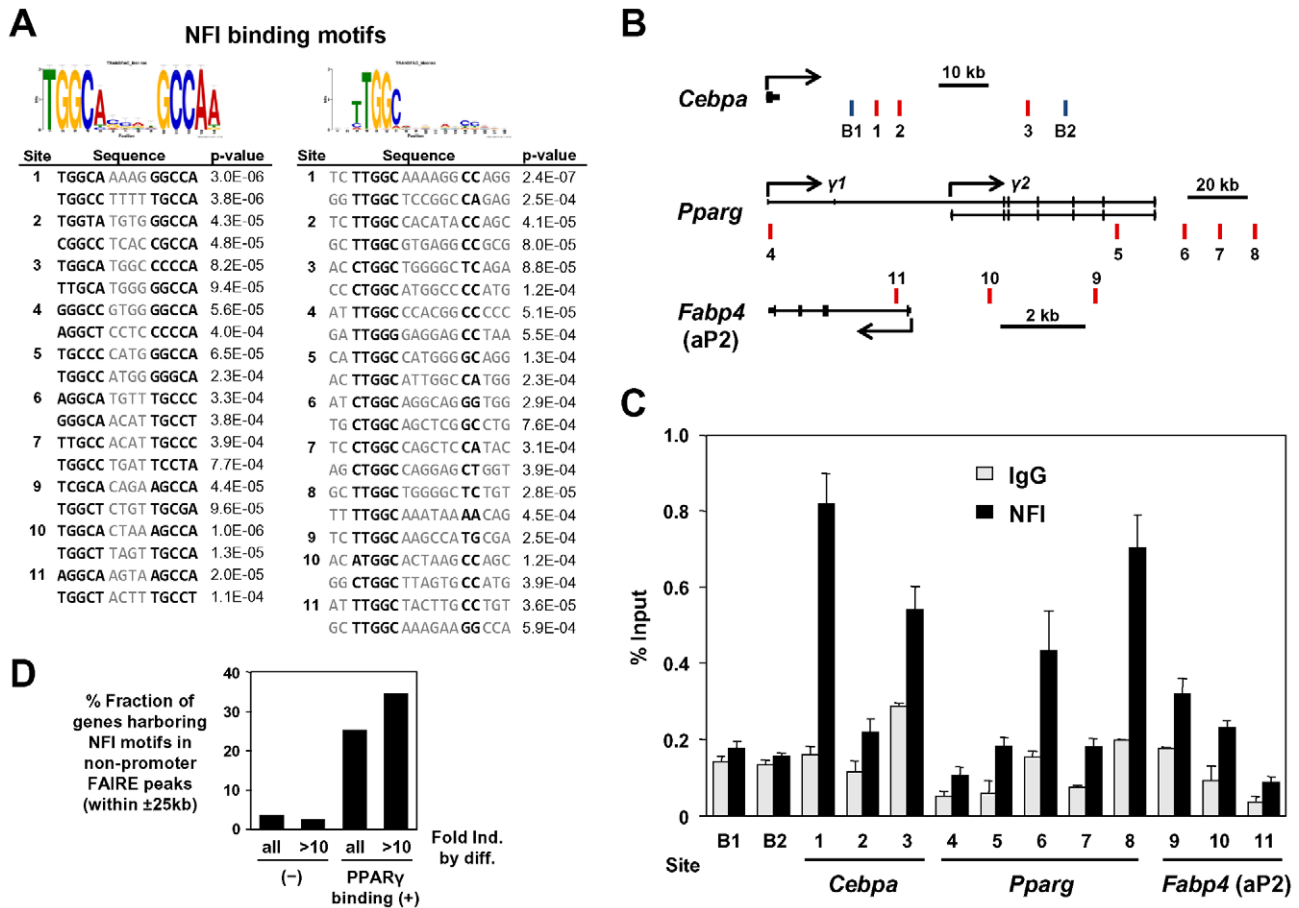 A
NFI binding motifs
Site Sequence p-value
1 TGGCA AAAG GGCCA 3.0E-06
TGGCC TTTT TGCCA 3.8E-06
2 TGGTA TGTG GGCCA 4.3E-05
CGGCC TCAC CGCCA 4.8E-05
3 TGGCA TGGC CCCCA 8.2E-05
TTGCA TGGG GGCCA 9.4E-05
4 GGGCC GTGG GGCCA 5.6E-05
AGGCT CCTC CCCCA 4.0E-04
5 TGCCC CATG GGCCA 6.5E-05
TGGCC ATGG GGGCA 2.3E-04
6 AGGCA TGTT TGCCC 3.3E-04
GGGCA ACAT TGCCT 3.8E-04
7 TTGCC ACAT TGCCC 3.9E-04
TGGCC TGAT TCCTA 7.7E-04
9 TCGCA CAGA AGCCA 4.4E-05
TGGCT CTGT TGCGA 9.6E-05
10 TGGCA CTAA AGCCA 1.0E-06
TGGCT TAGT TGCCA 1.3E-05
11 AGGCA AGTA AGCCA 2.0E-05
TGGCT ACTT TGCCT 1.1E-04
Site Sequence p-value
1 TC TTGGC AAAAGG CC AGG 2.4E-07
GG TTGGC TCCGGC CA GAG 2.5E-04
2 TC TTGGC CACATA CC AGC 4.1E-05
GC TTGGC GTGAGG CC GCG 8.0E-05
3 AC CTGGC TGGGGC TC AGA 8.8E-05
CC CTGGC ATGGCC CC ATG 1.2E-04
4 AT TTGGC CCACGG CC CCC 5.1E-05
GA TTGGG GAGGAG CC TAA 5.5E-04
5 CA TTGGC CATGGG GC AGG 1.3E-04
AC TTGGC ATTGGC CA TGG 2.3E-04
6 AT CTGGC AGGCAG GG TGG 2.9E-04
TG CTGGC AGCTCG GC CTG 7.6E-04
7 TC CTGGC CAGCTC CA TAC 3.1E-04
AG CTGGC CAGGAG CT GGT 3.9E-04
8 GC TTGGC TGGGGC TC TGT 2.8E-05
TT TTGGC AAATAA AA CAG 4.5E-04
9 TC TTGGC AAGCCA TG CGA 2.5E-04
10 AC ATGGC ACTAAG CC AGC 1.2E-04
GG CTGGC TTAGTG CC ATG 3.9E-04
11 AT TTGGC TACTTG CC TGT 3.6E-05
GC TTGGC AAAGAA GG CCA 5.9E-04
B
10 kb
Cebpa
B1 1 2 3 B2
γ1 γ2 20 kb
Pparg
4 5 6 7 8
11 10 9
Fabp4
(aP2)
2 kb
C
1.0
0.8
0.6
0.4
0.2
0
% Input
IgG
NFI
B1 B2 1 2 3 4 5 6 7 8 9 10 11
Site
Cebpa Pparg Fabp4 (aP2)
D
% Fraction of
genes harboring
NFI motifs in
non-promoter
FAIRE peaks
(within ±25kb)
40
30
20
10
0
all >10 all >10
Fold Ind.
by diff.
(−) PPARγ
binding (+)